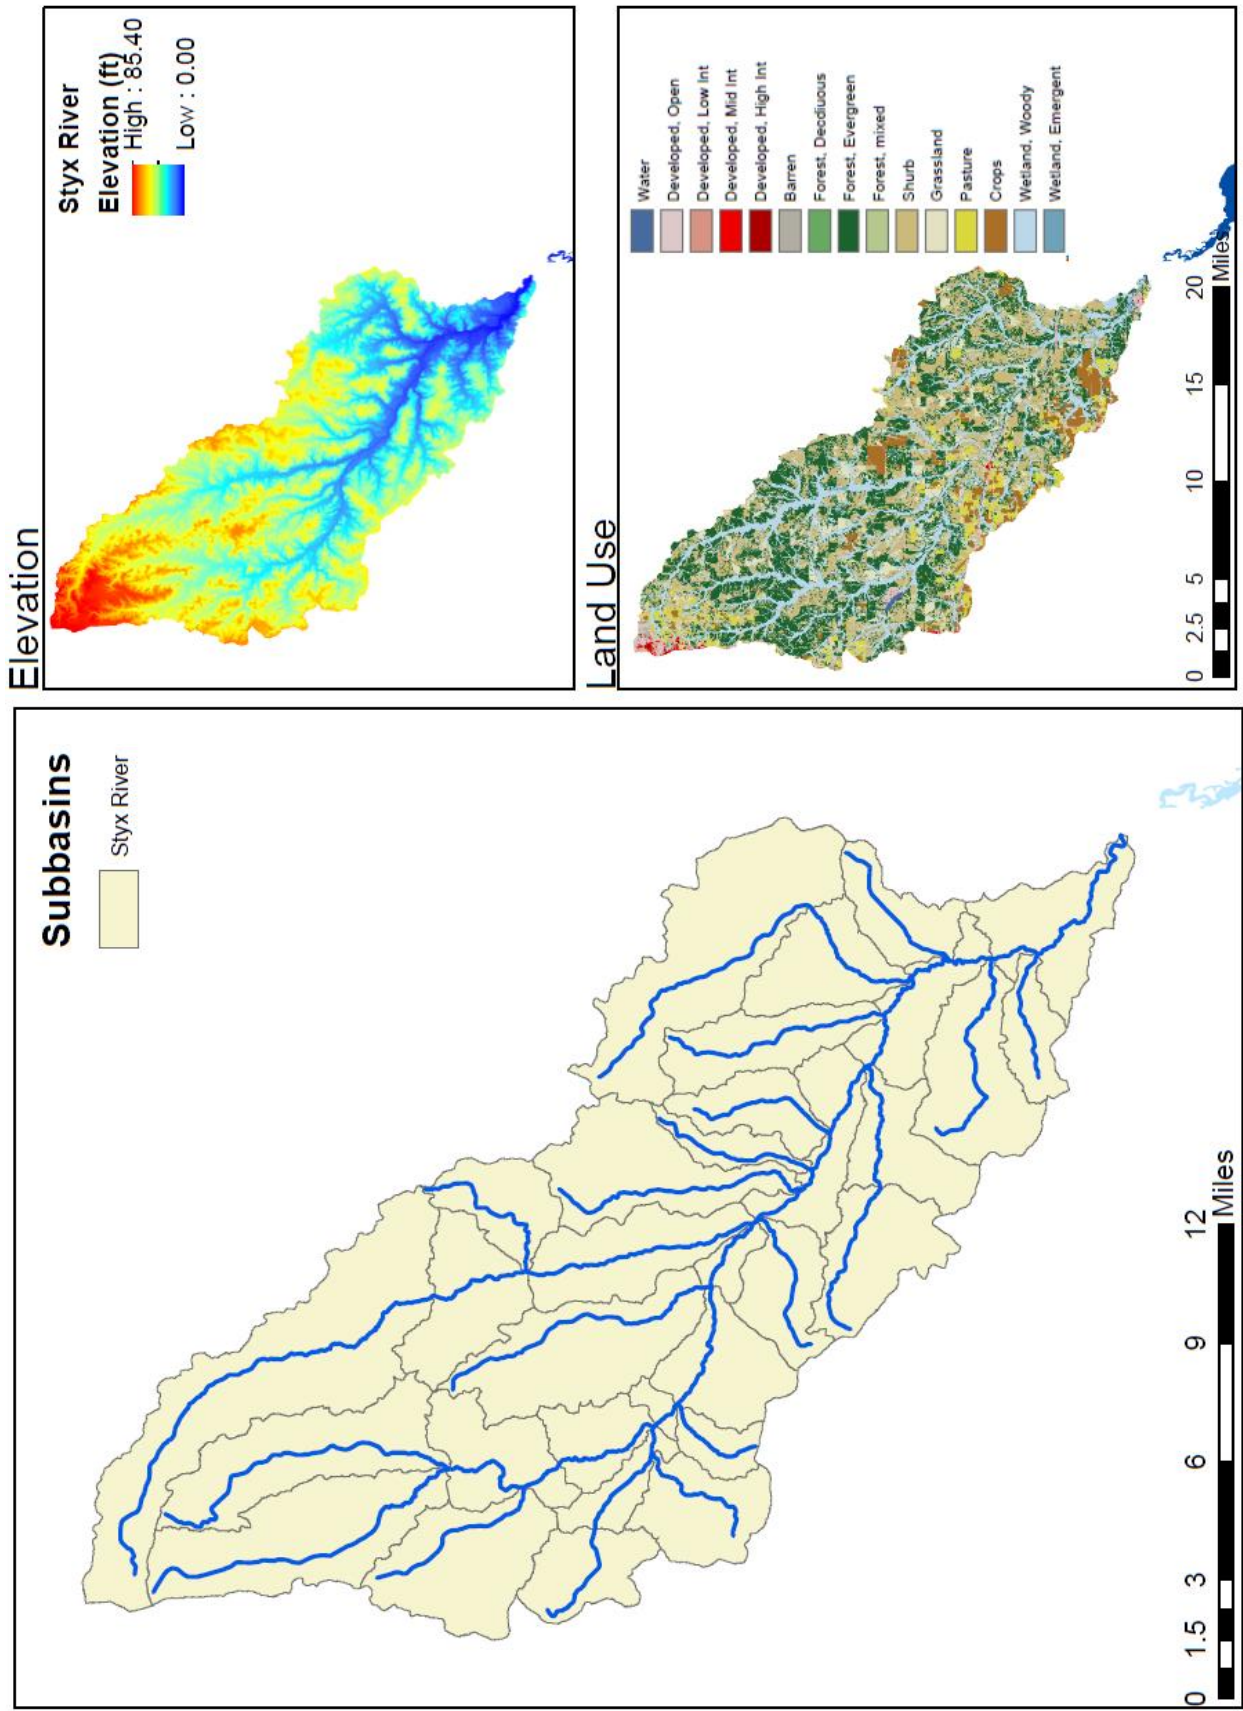 Subbasins
Styx River
0 1.5 3 6 9 12
Miles
Elevation
Styx River
Elevation (ft)
High : 85.40
Low : 0.00
Land Use
Water
Developed, Open
Developed, Low Int
Developed, Mid Int
Developed, High Int
Barren
Forest, Deodiuous
Forest, Evergreen
Forest, mixed
Shurb
Grassland
Pasture
Crops
Wetland, Woody
Wetland, Emergent
0 2.5 5 10 15 20
Miles